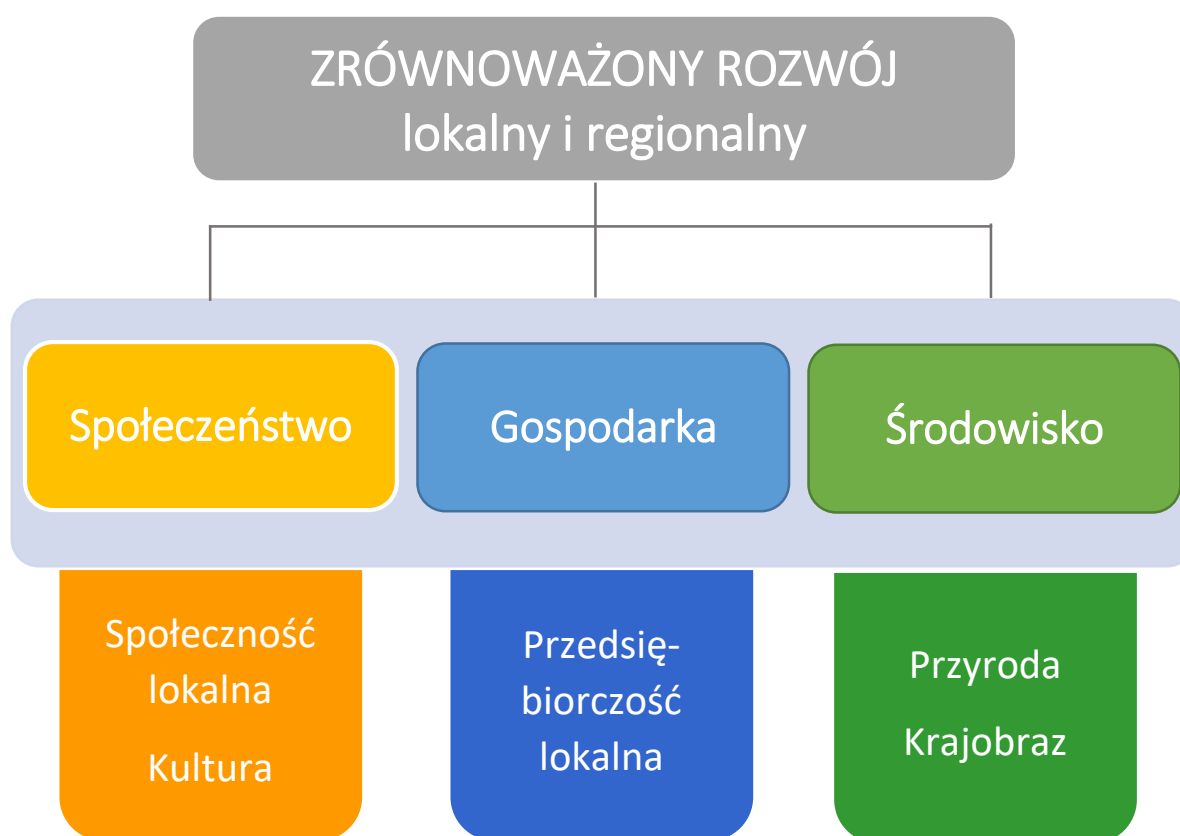 ZRÓWNOWAŻONY ROZWÓJ
lokalny i regionalny
Społeczeństwo
Gospodarka
Środowisko
Społeczność
lokalna
Kultura
Przedsię-
biorczość
lokalna
Przyroda
Krajobraz